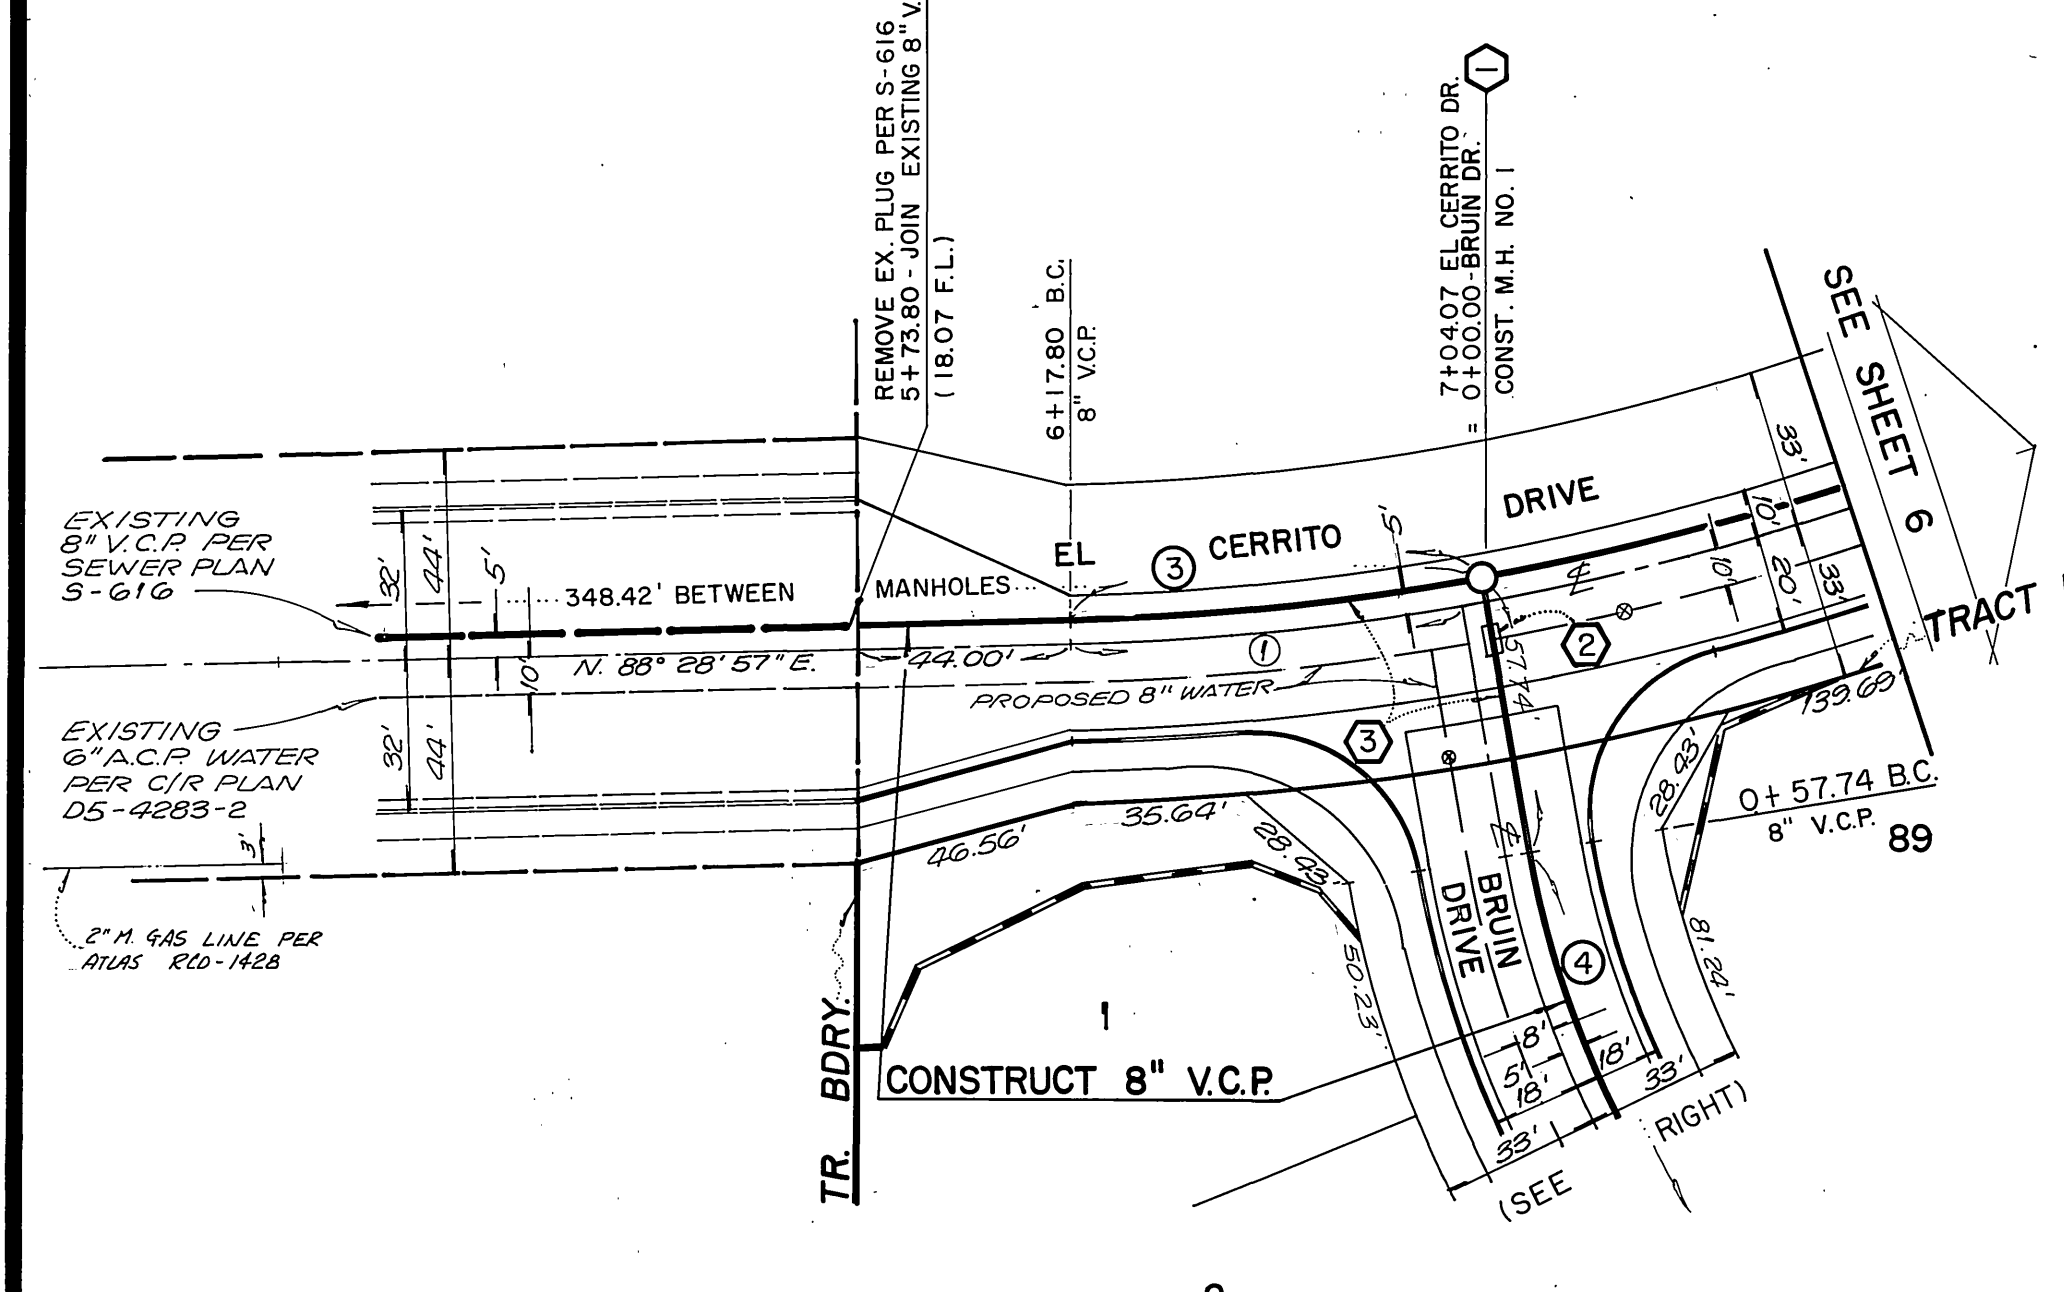 REMOVE EX. PLUG PER S-616
5+73.80 - JOIN EXISTING 8" V.
(18.07 F.L.)
6+17.80 B.C.
8" V.C.P.
7+04.07 EL CERRITO DR.
= 0+00.00-BRUIN DR.
CONST. M.H. NO. 1
1
SEE SHEET 6
TRACT
EXISTING
8" V.C.P. PER
SEWER PLAN
S-616
32'
44'
5'
10'
348.42' BETWEEN MANHOLES
EL CERRITO DRIVE
3
5'
33'
10'
10'
20'
33'
N. 88° 28' 57" E.
44.00'
1
PROPOSED 8" WATER
2
57.74'
3
139.69'
EXISTING
6" A.C.P. WATER
PER C/R PLAN
D5-4283-2
32'
44'
3'
2" M. GAS LINE PER
ATLAS RLD-1428
46.56'
35.64'
28.43'
28.43'
0+57.74 B.C.
8" V.C.P.
89
BRUIN
DRIVE
4
50.23'
81.24'
1
CONSTRUCT 8" V.C.P.
TR. BDRY.
8'
5'
18'
18'
33'
33'
(SEE RIGHT)